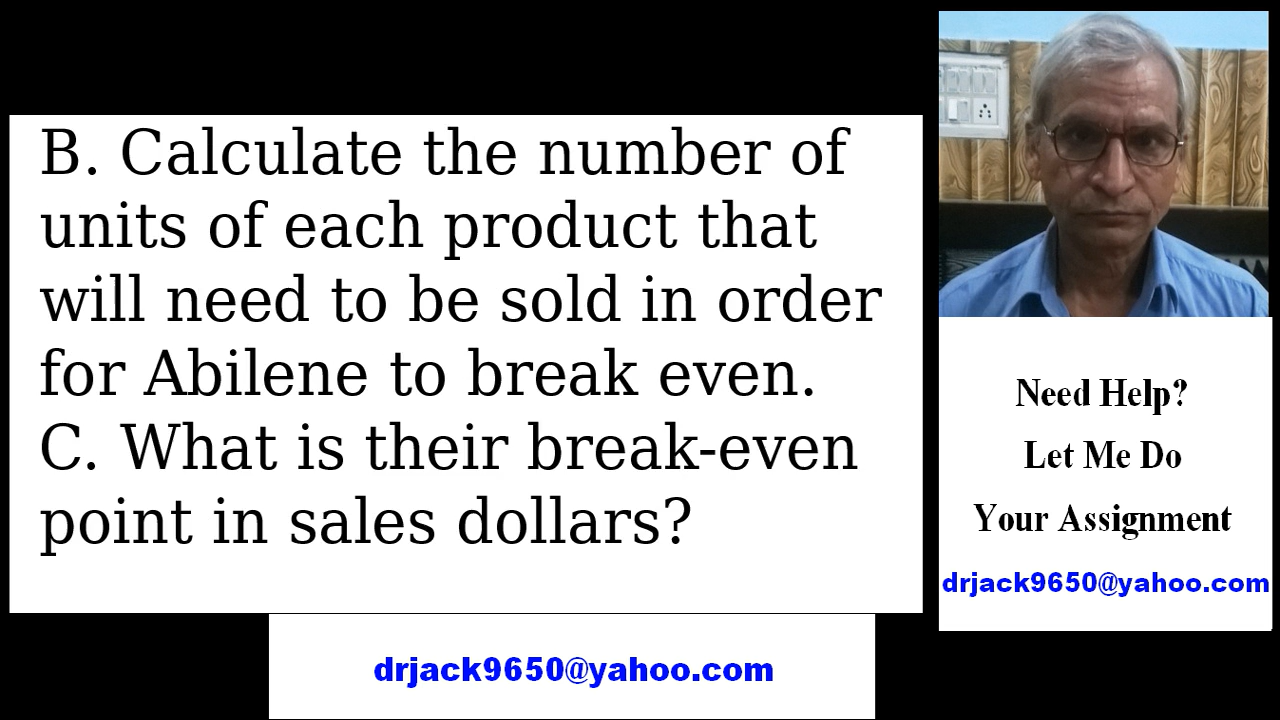 B. Calculate the number of
units of each product that
will need to be sold in order
for Abilene to break even.
C. What is their break-even
point in sales dollars?
Need Help?
Let Me Do
Your Assignment
drjack9650@yahoo.com
drjack9650@yahoo.com